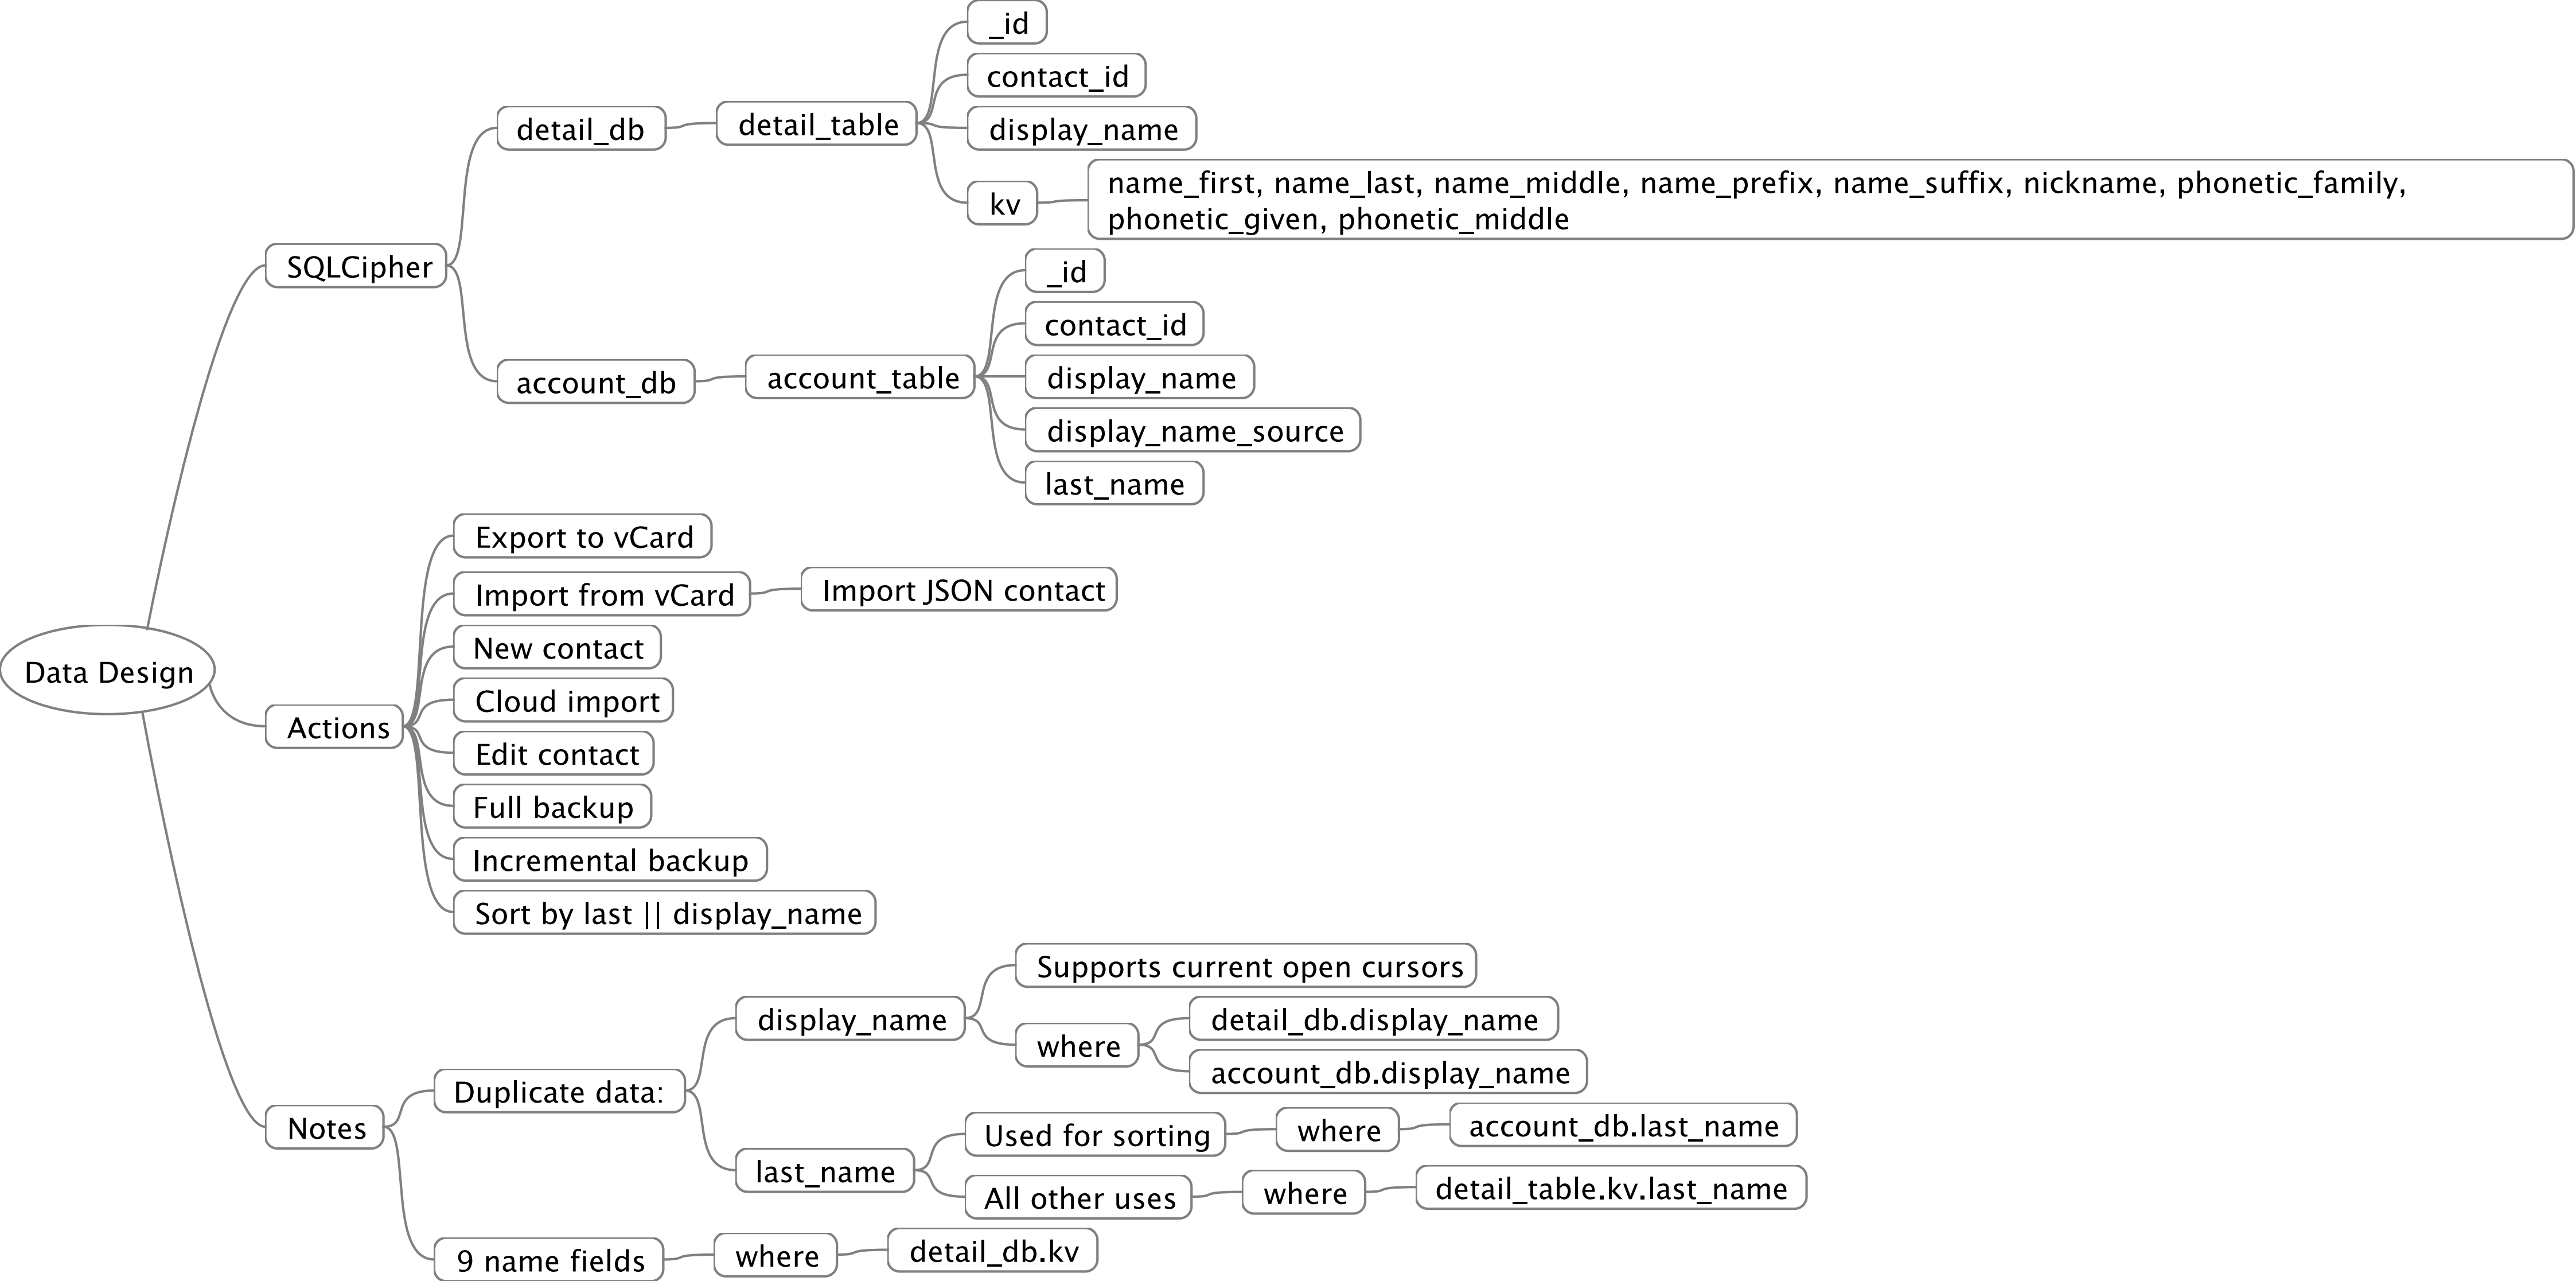 Data Design
SQLCipher
detail_db
detail_table
_id
contact_id
display_name
kv
name_first, name_last, name_middle, name_prefix, name_suffix, nickname, phonetic_family,
phonetic_given, phonetic_middle
account_db
account_table
_id
contact_id
display_name
display_name_source
last_name
Actions
Export to vCard
Import from vCard
Import JSON contact
New contact
Cloud import
Edit contact
Full backup
Incremental backup
Sort by last || display_name
Notes
Duplicate data:
display_name
Supports current open cursors
where
detail_db.display_name
account_db.display_name
last_name
Used for sorting
where
account_db.last_name
All other uses
where
detail_table.kv.last_name
9 name fields
where
detail_db.kv